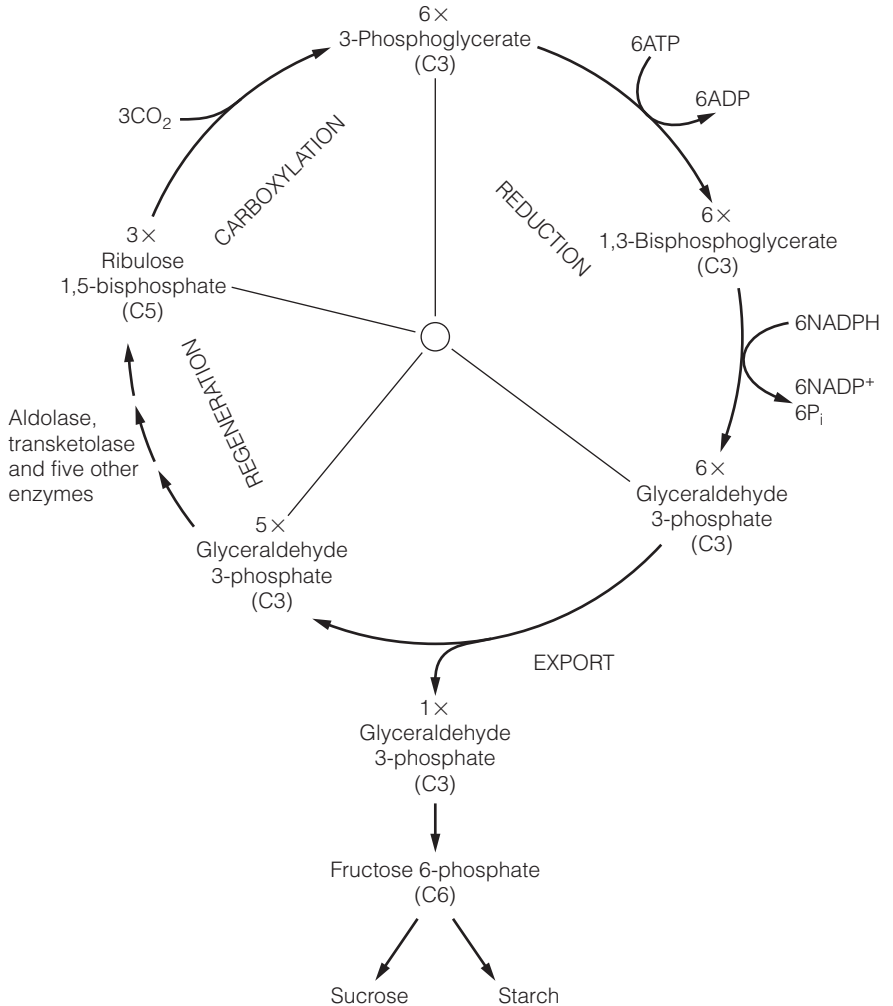 6×
3-Phosphoglycerate
(C3)
6ATP
6ADP
3CO₂
CARBOXYLATION
REDUCTION
6×
1,3-Bisphosphoglycerate
(C3)
3×
Ribulose
1,5-bisphosphate
(C5)
6NADPH
6NADP⁺
6Pᵢ
REGENERATION
Aldolase,
transketolase
and five other
enzymes
6×
Glyceraldehyde
3-phosphate
(C3)
5×
Glyceraldehyde
3-phosphate
(C3)
EXPORT
1×
Glyceraldehyde
3-phosphate
(C3)
Fructose 6-phosphate
(C6)
Sucrose
Starch